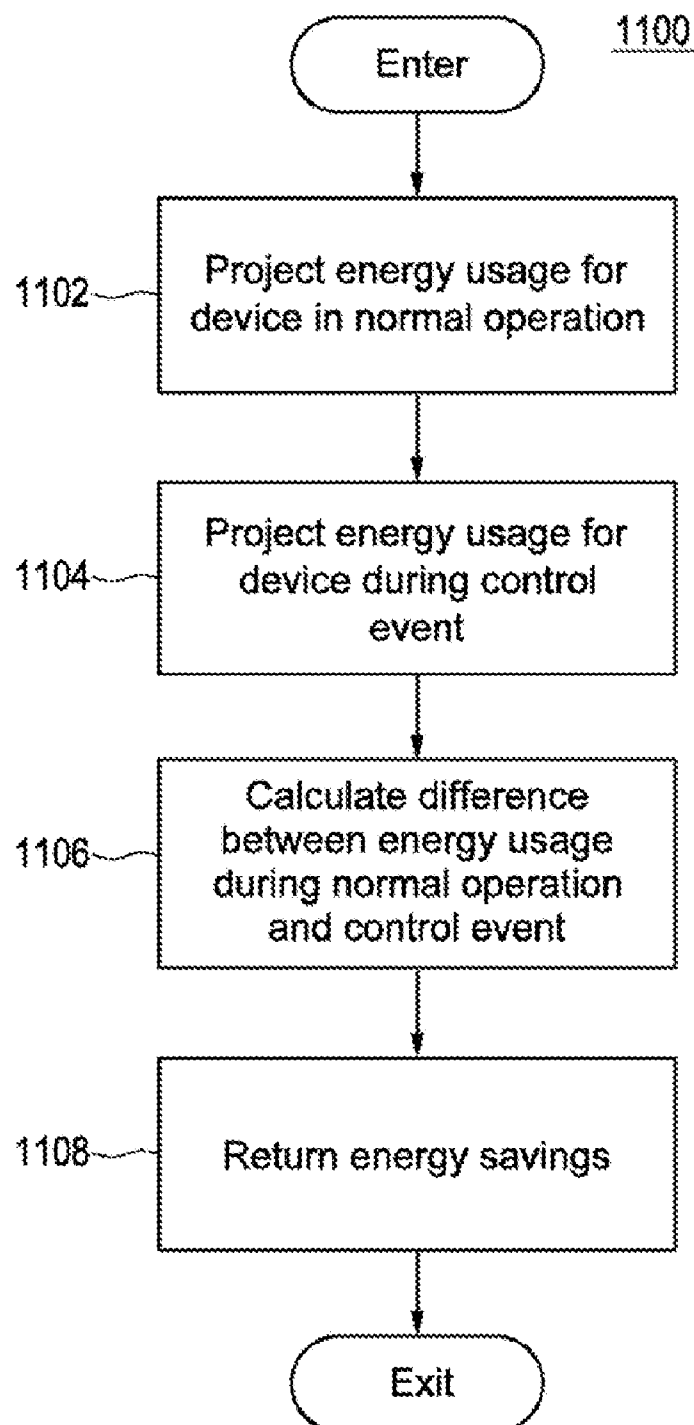 1100
Enter
1102
Project energy usage for
device in normal operation
1104
Project energy usage for
device during control
event
1106
Calculate difference
between energy usage
during normal operation
and control event
1108
Return energy savings
Exit